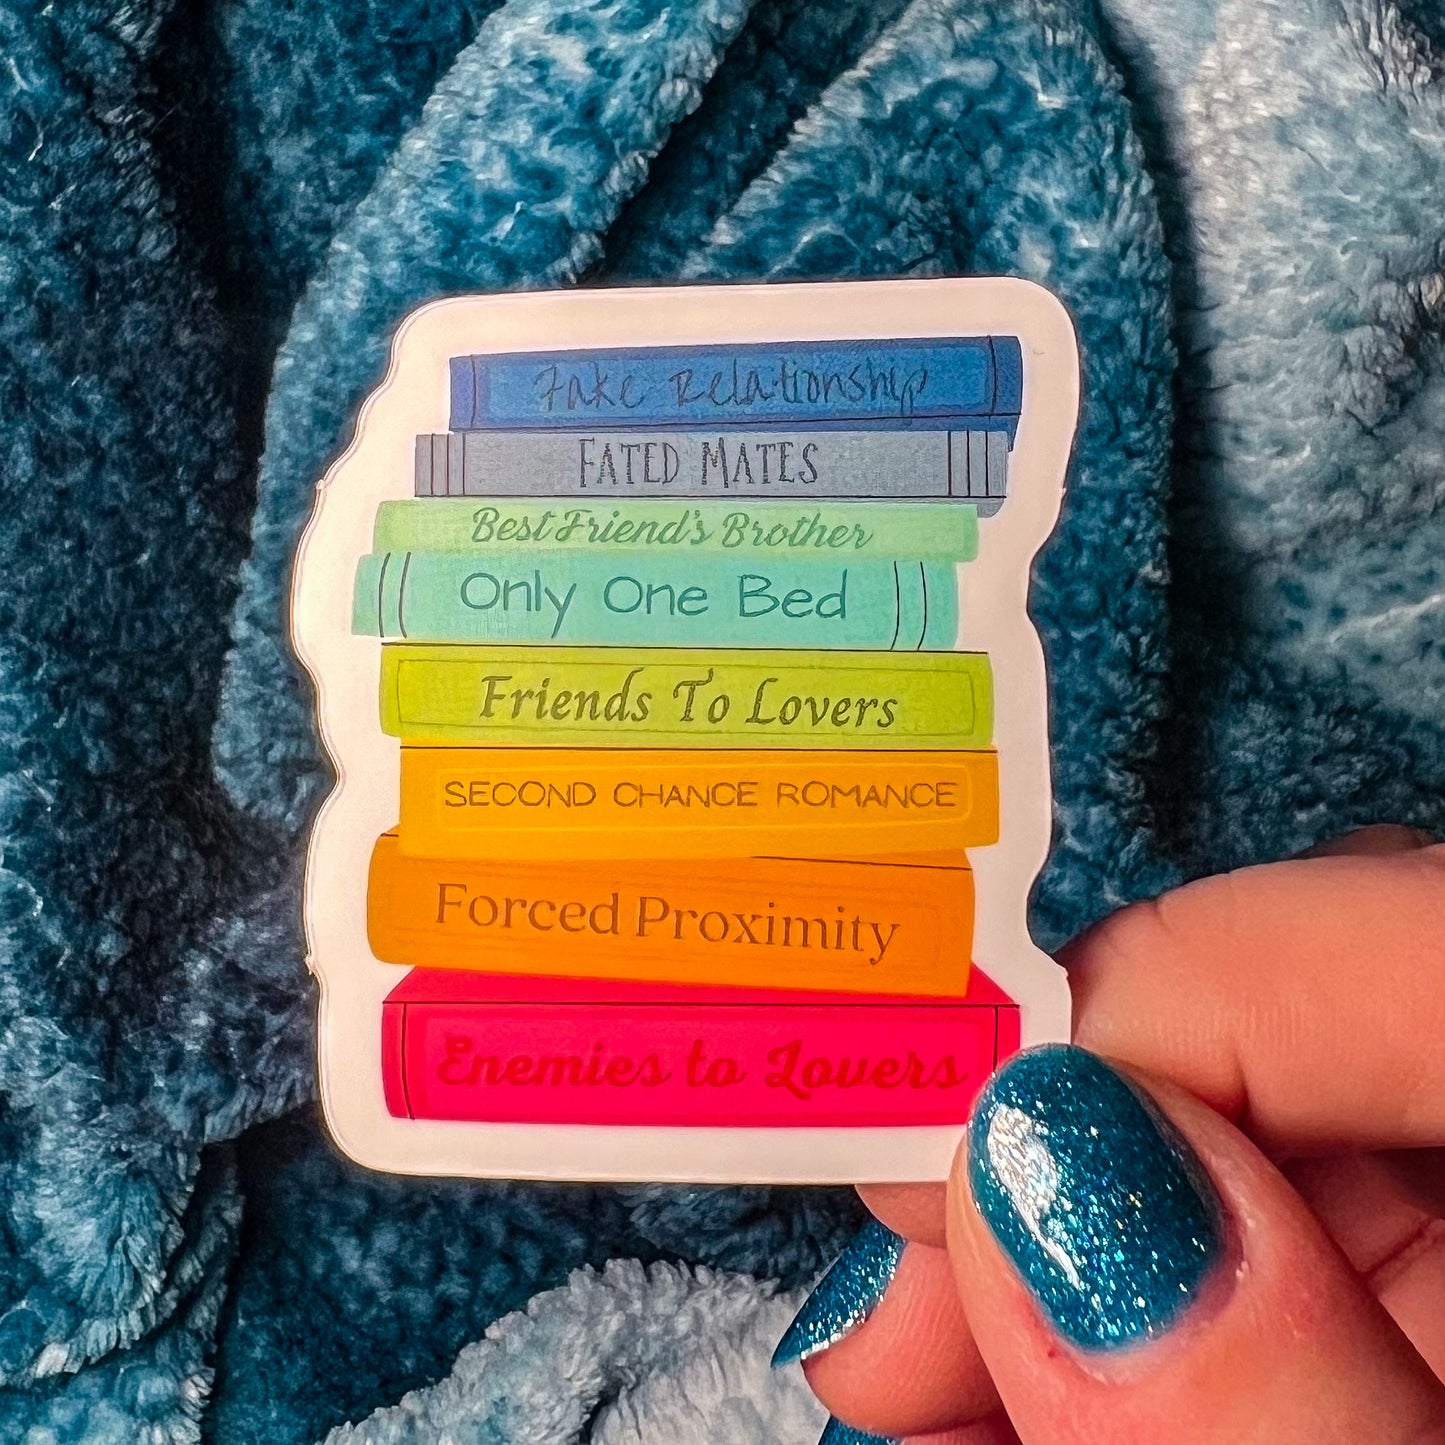 Fake Relationship
FATED MATES
Best Friend's Brother
Only One Bed
Friends To Lovers
SECOND CHANCE ROMANCE
Forced Proximity
Enemies to Lovers